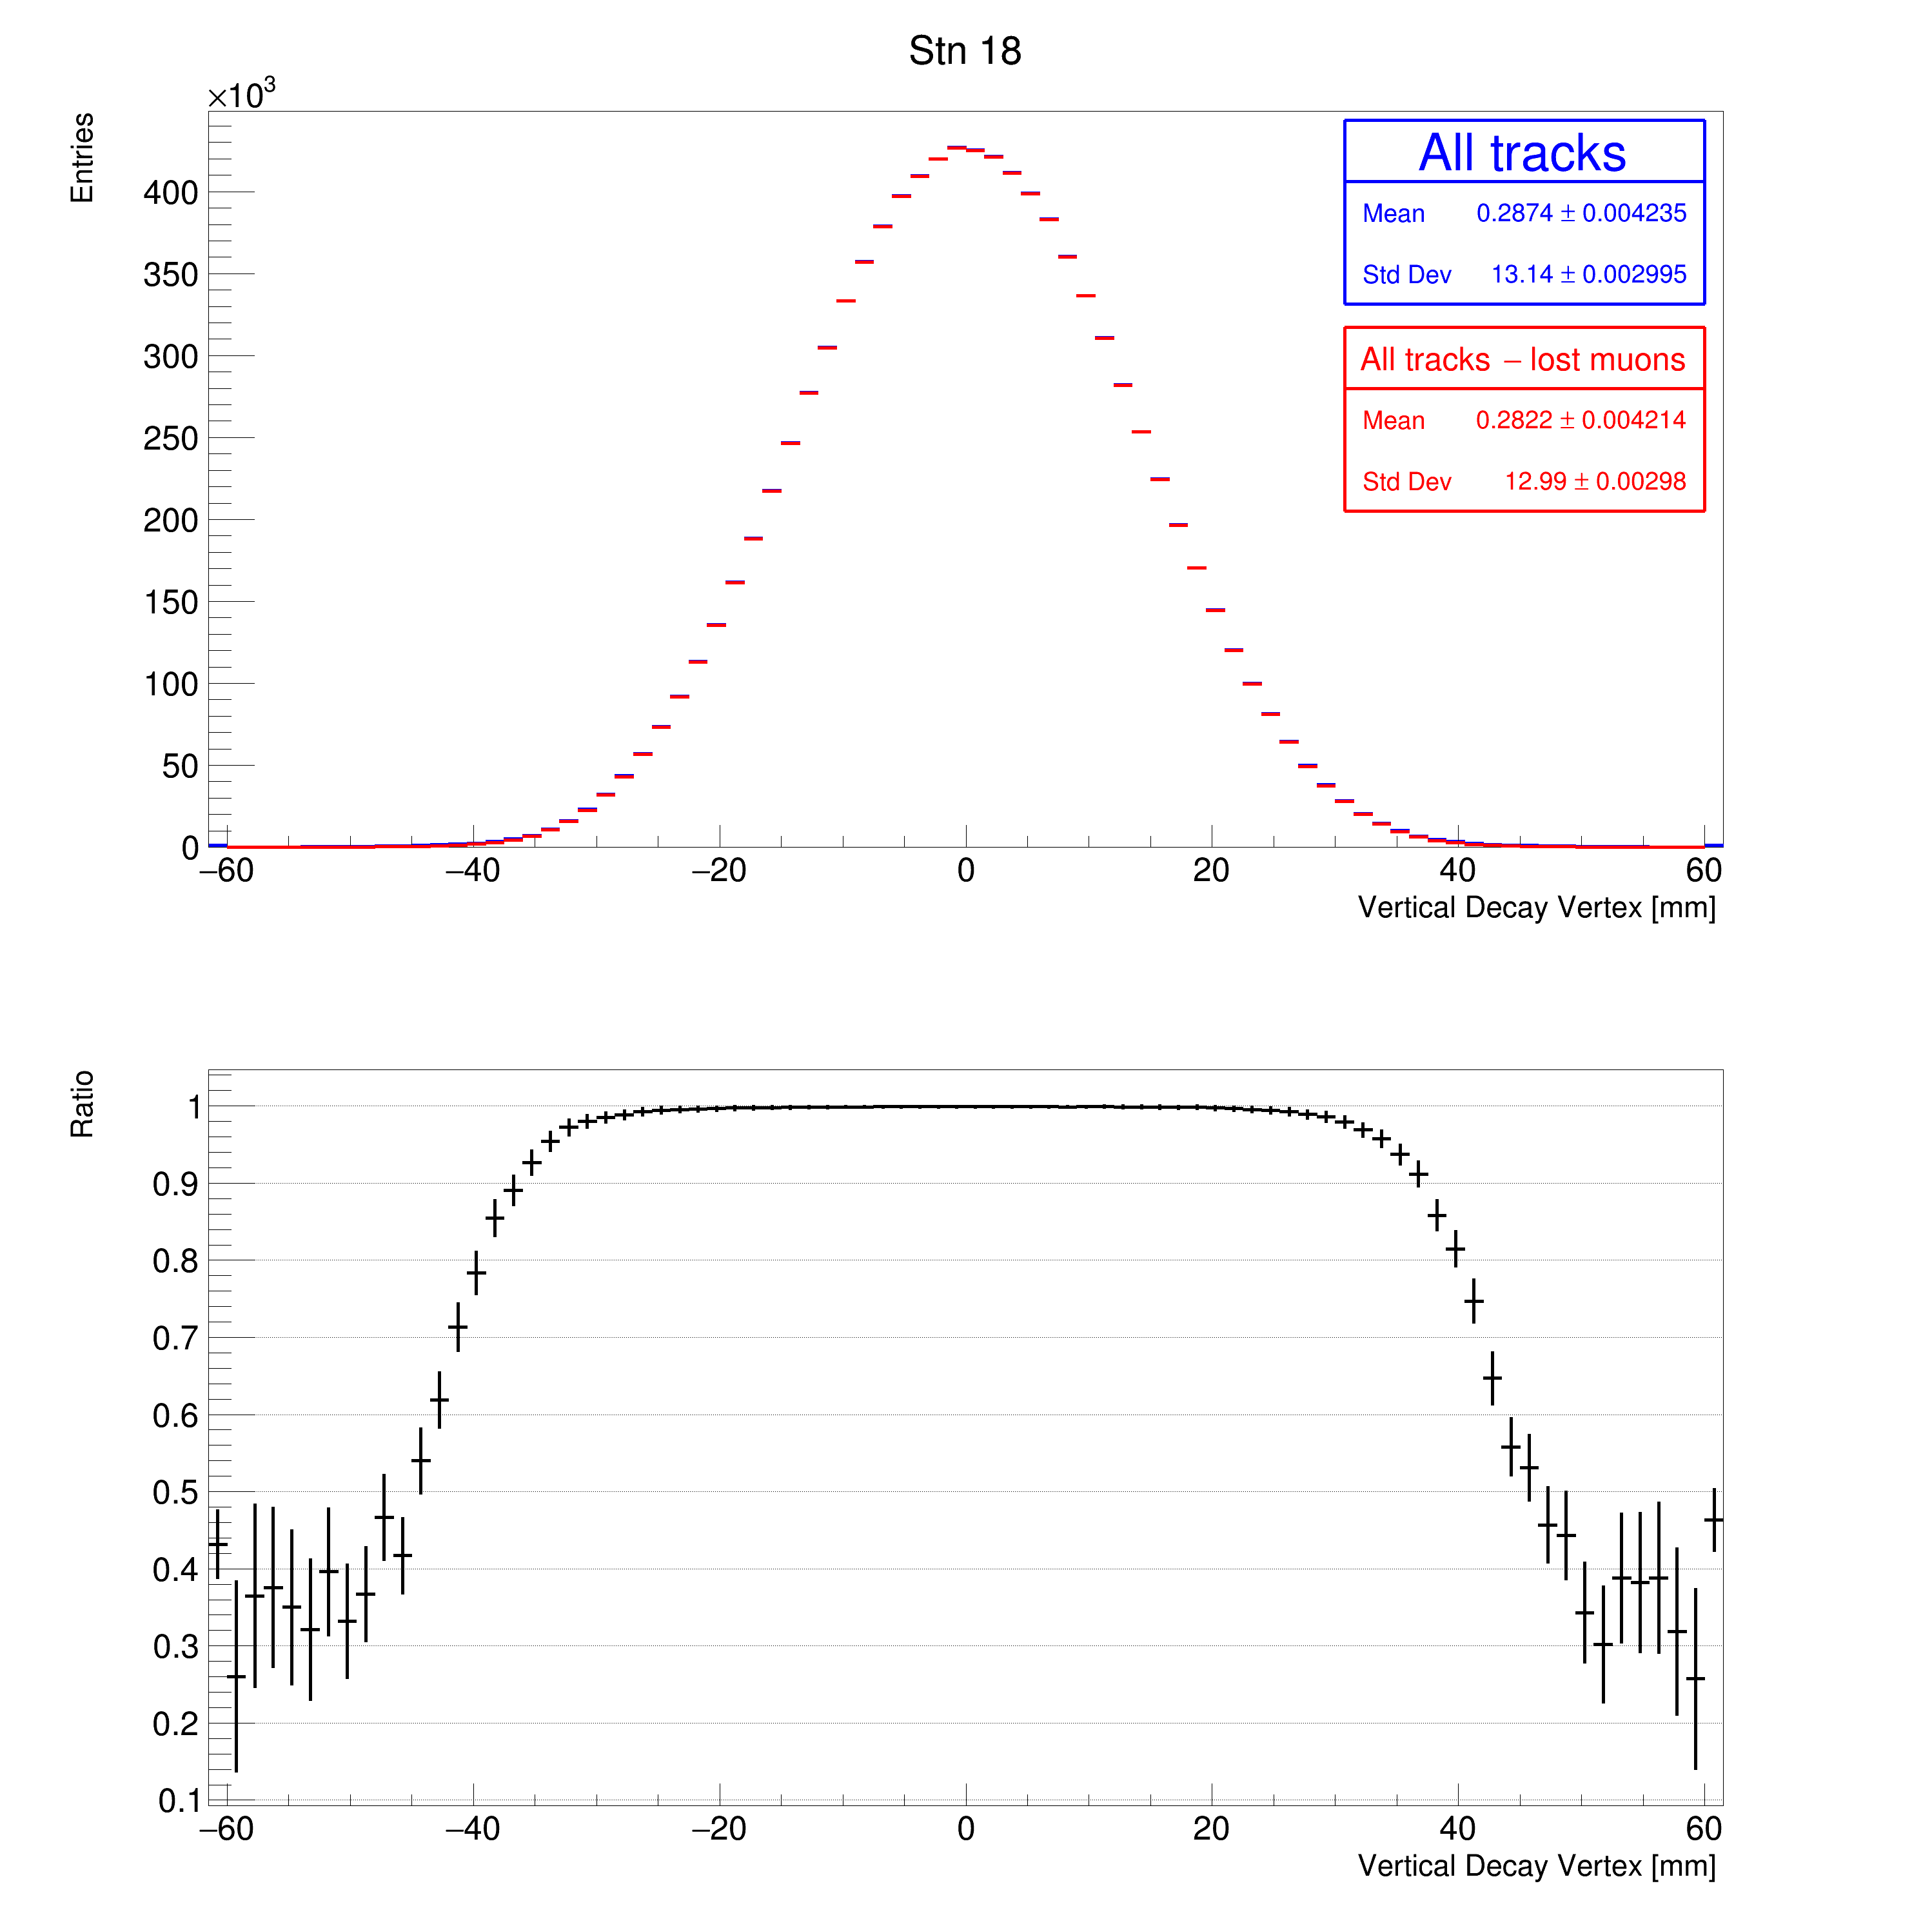 Stn 18
×10³
Entries
All tracks
Mean 0.2874 ± 0.004235
Std Dev 13.14 ± 0.002995
All tracks − lost muons
Mean 0.2822 ± 0.004214
Std Dev 12.99 ± 0.00298
400
350
300
250
200
150
100
50
0
−60 −40 −20 0 20 40 60
Vertical Decay Vertex [mm]
Ratio
1
0.9
0.8
0.7
0.6
0.5
0.4
0.3
0.2
0.1
−60 −40 −20 0 20 40 60
Vertical Decay Vertex [mm]